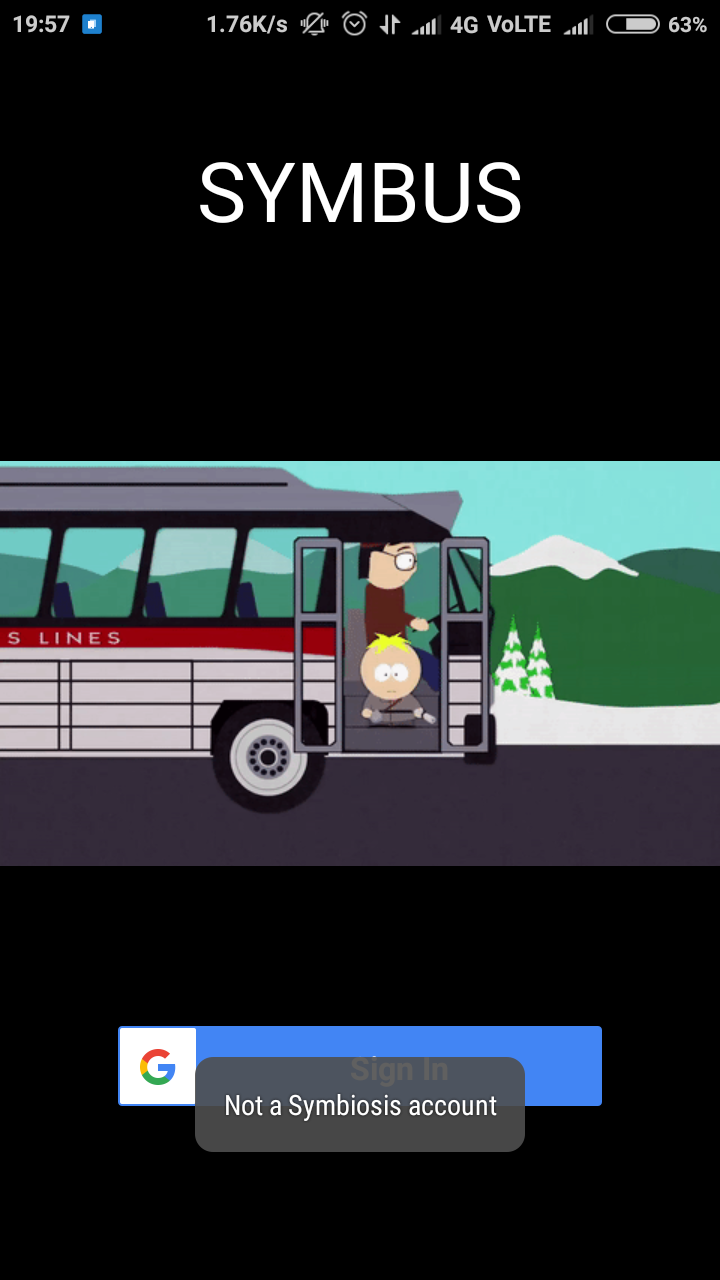 19:57 1.76K/s 4G VoLTE 63%
SYMBUS
S LINES
Sign In
Not a Symbiosis account